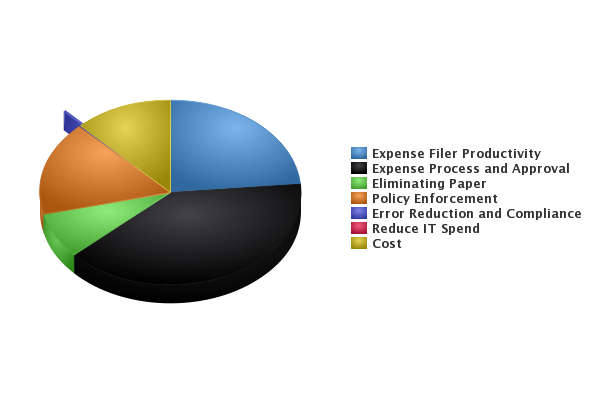 Expense Filer Productivity
Expense Process and Approval
Eliminating Paper
Policy Enforcement
Error Reduction and Compliance
Reduce IT Spend
Cost